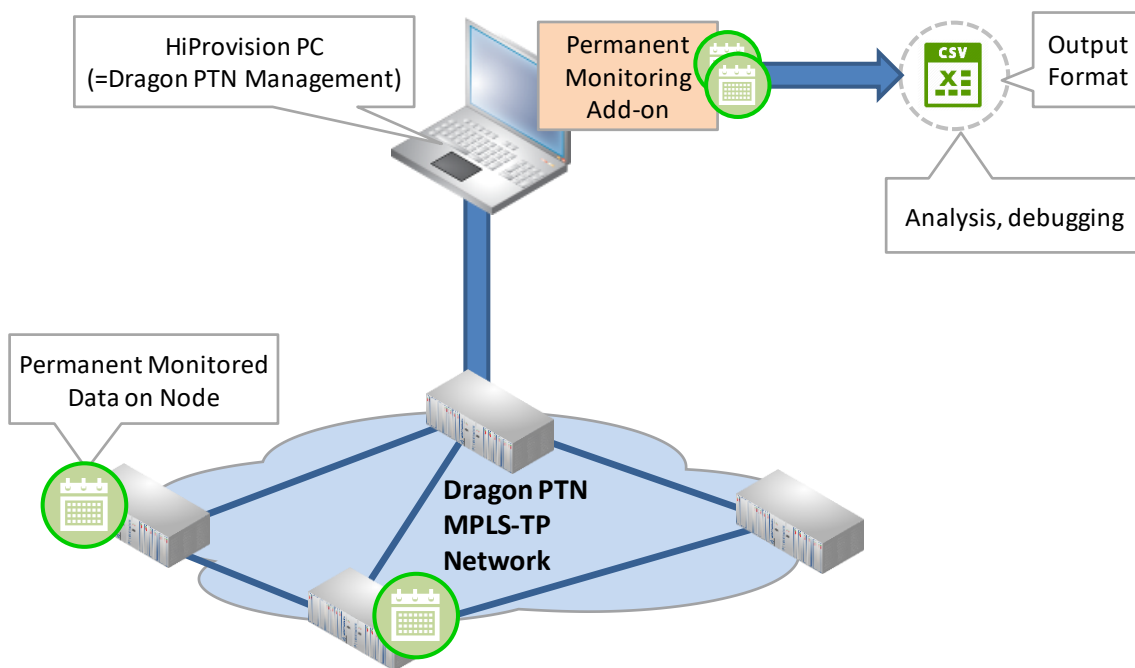 HiProvision PC
(=Dragon PTN Management)
Permanent
Monitoring
Add-on
CSV
X
Output
Format
Analysis, debugging
Permanent Monitored
Data on Node
Dragon PTN
MPLS-TP
Network